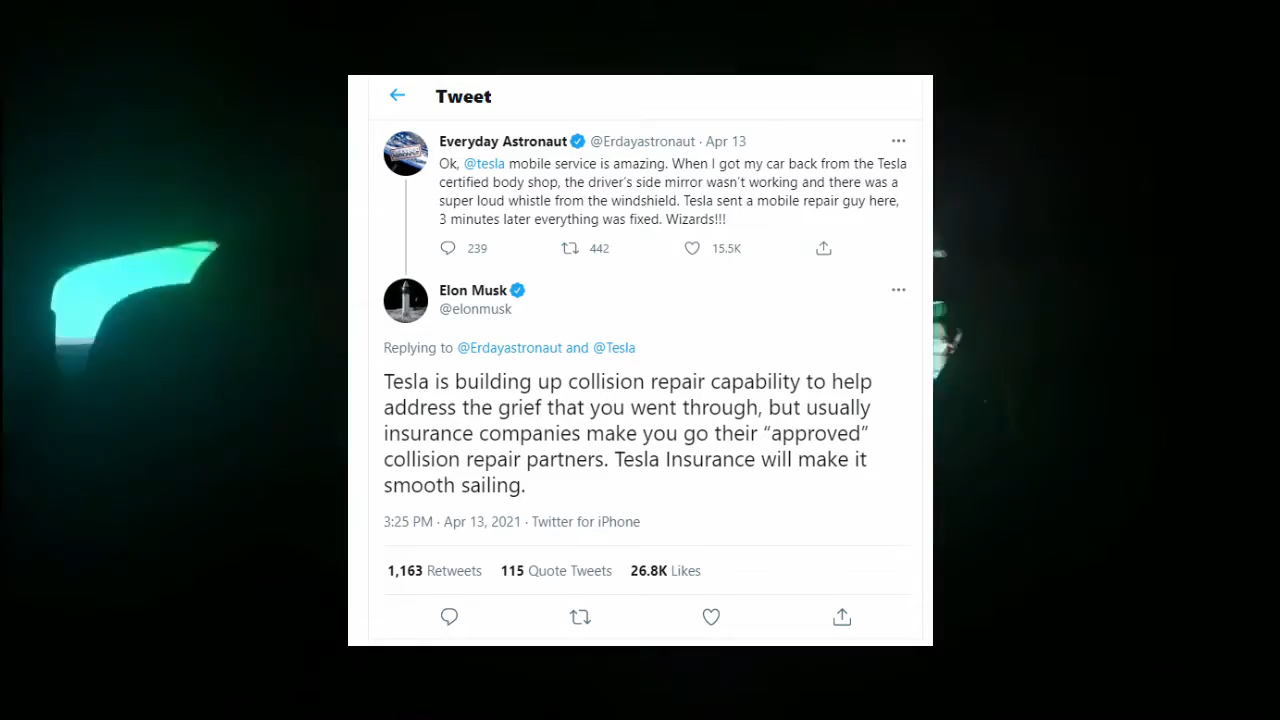 Tweet
Everyday Astronaut @Erdayastronaut · Apr 13
Ok, @tesla mobile service is amazing. When I got my car back from the Tesla
certified body shop, the driver's side mirror wasn't working and there was a
super loud whistle from the windshield. Tesla sent a mobile repair guy here,
3 minutes later everything was fixed. Wizards!!!
239 442 15.5K
Elon Musk
@elonmusk
Replying to @Erdayastronaut and @Tesla
Tesla is building up collision repair capability to help
address the grief that you went through, but usually
insurance companies make you go their “approved”
collision repair partners. Tesla Insurance will make it
smooth sailing.
3:25 PM · Apr 13, 2021 · Twitter for iPhone
1,163 Retweets 115 Quote Tweets 26.8K Likes